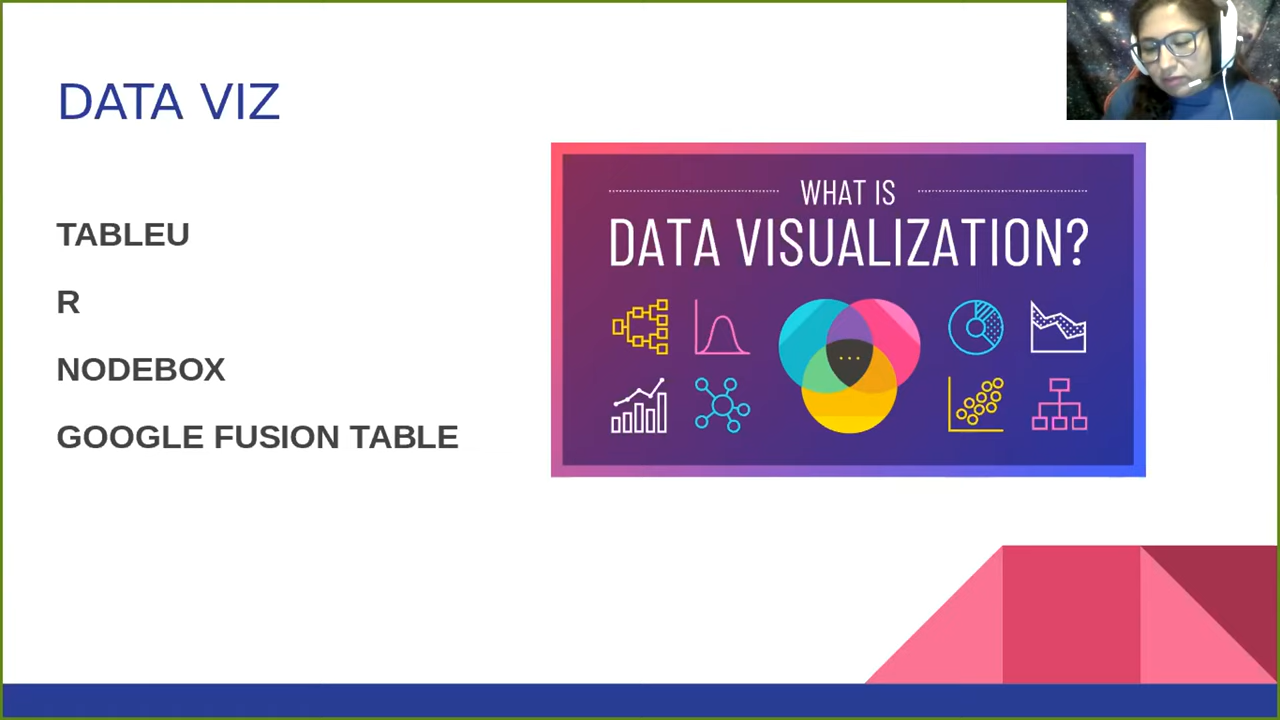 DATA VIZ
TABLEU
R
NODEBOX
GOOGLE FUSION TABLE
WHAT IS
DATA VISUALIZATION?